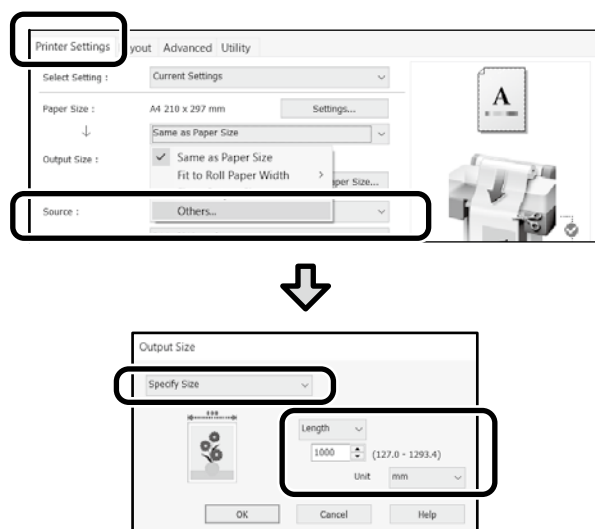 Printer Settings yout Advanced Utility
Select Setting : Current Settings
Paper Size : A4 210 x 297 mm Settings...
Same as Paper Size
Output Size : Same as Paper Size
Fit to Roll Paper Width
aper Size...
Source : Others...
A
Output Size
Specify Size
Length
1000 (127.0 - 1293.4)
Unit mm
OK Cancel Help